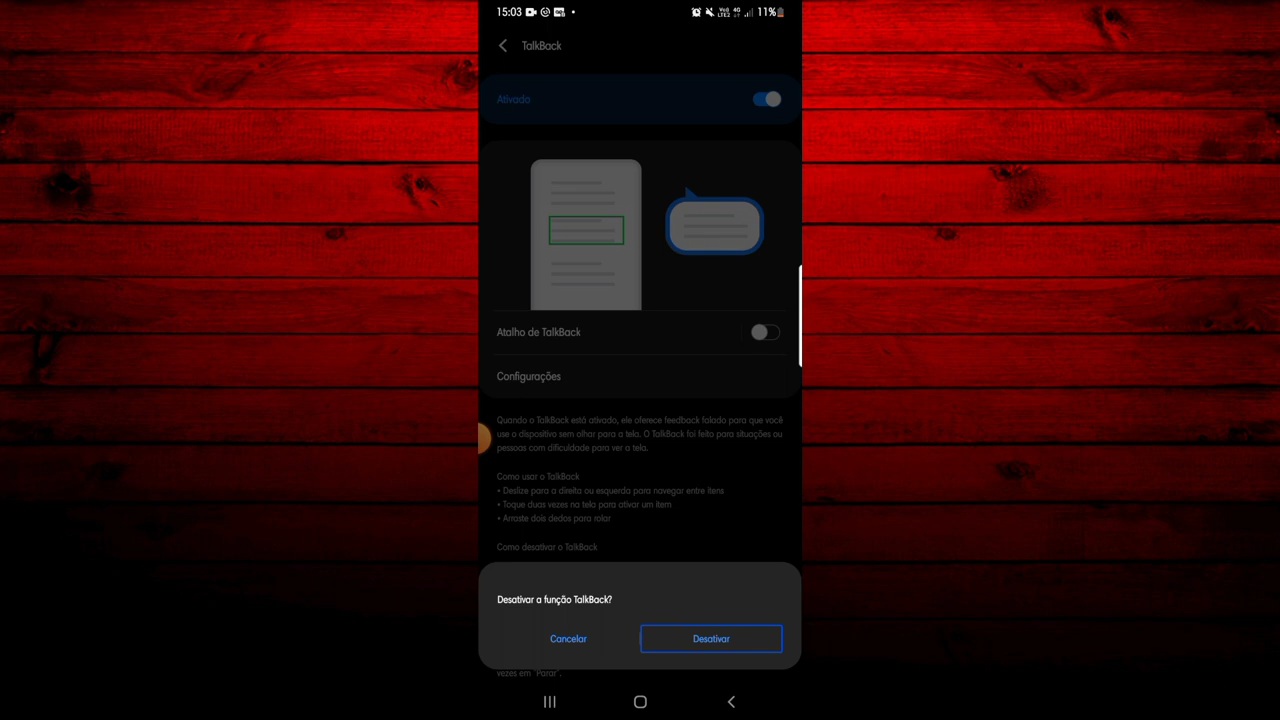 15:03
VoB 4G
LTE2
11%
TalkBack
Ativado
Atalho de TalkBack
Configurações
Quando o TalkBack está ativado, ele oferece feedback falado para que você
use o dispositivo sem olhar para a tela. O TalkBack foi feito para situações ou
pessoas com dificuldade para ver a tela.
Como usar o TalkBack
• Deslize para a direita ou esquerda para navegar entre itens
• Toque duas vezes na tela para ativar um item
• Arraste dois dedos para rolar
Como desativar o TalkBack
Desativar a função TalkBack?
Cancelar
Desativar
vezes em "Parar".